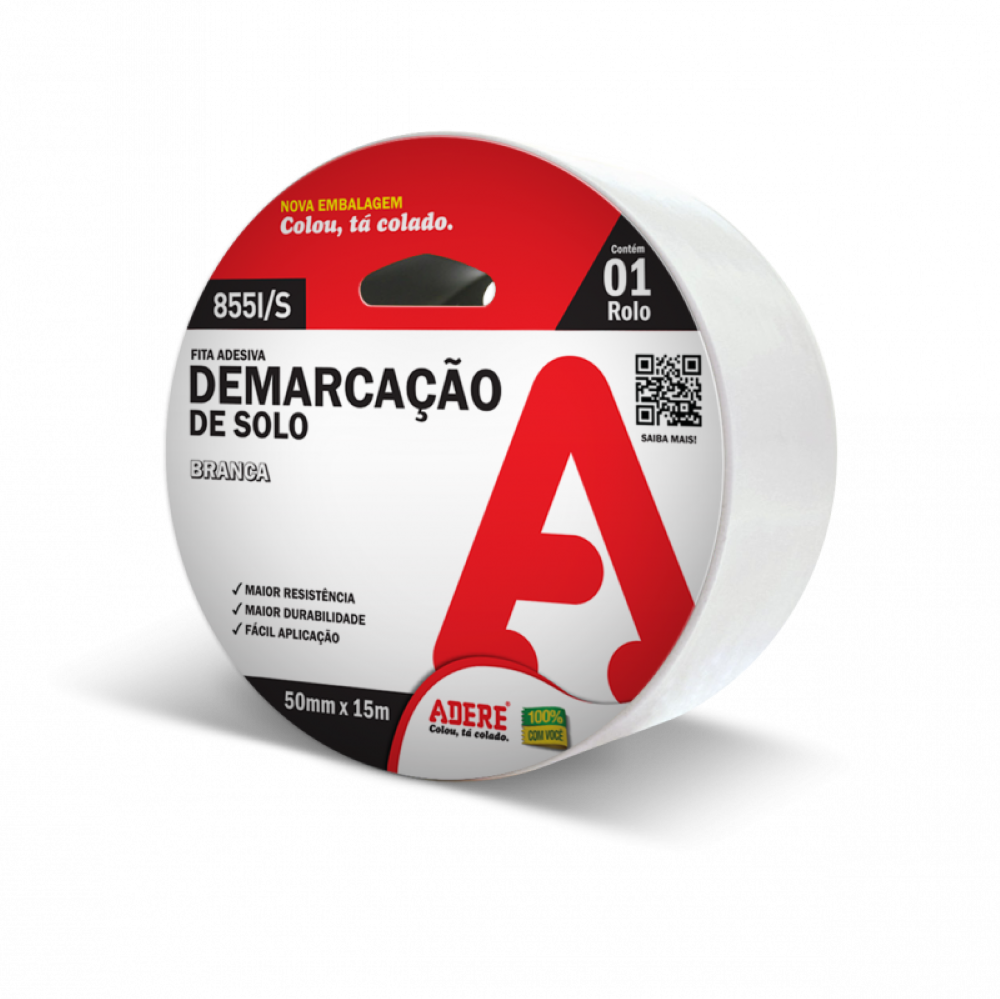 NOVA EMBALAGEM
Colou, tá colado.
Contém
01
Rolo
855I/S
FITA ADESIVA
DEMARCAÇÃO
DE SOLO
BRANCA
SAIBA MAIS!
✓ MAIOR RESISTÊNCIA
✓ MAIOR DURABILIDADE
✓ FÁCIL APLICAÇÃO
50mm x 15m
ADERE®
Colou, tá colado.
100%
COM VOCÊ